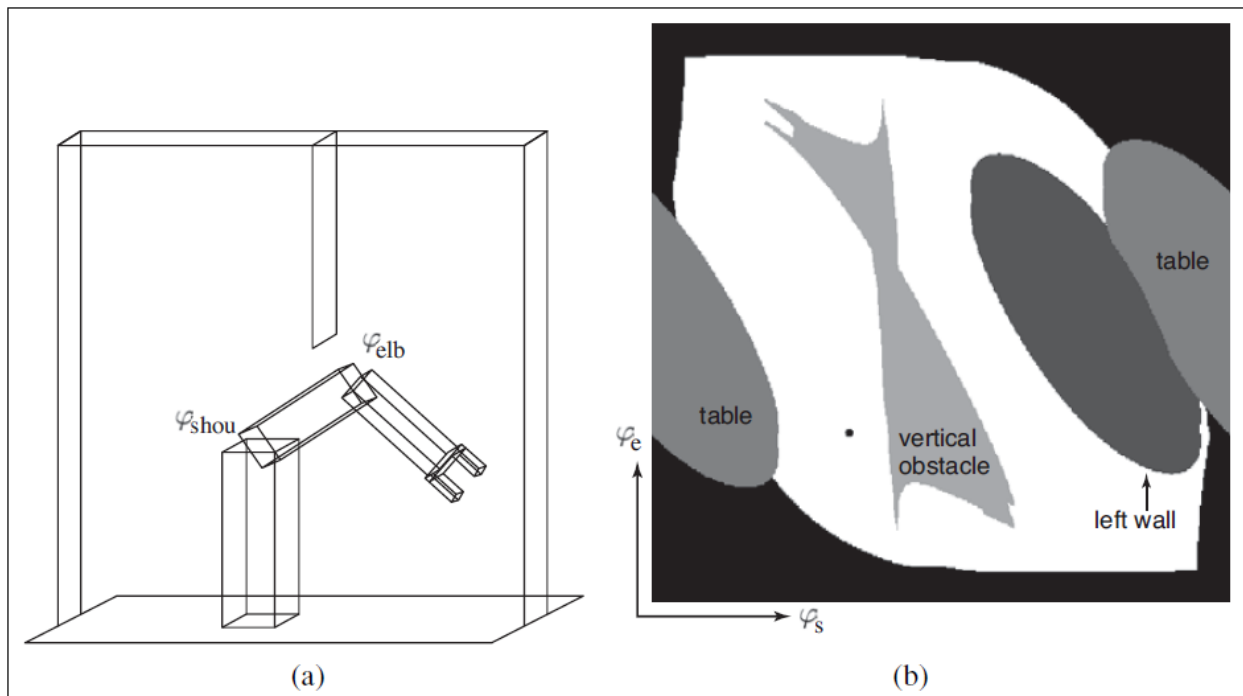 φelb
φshou
(a)
table
table
vertical
obstacle
left wall
φe
φs
(b)